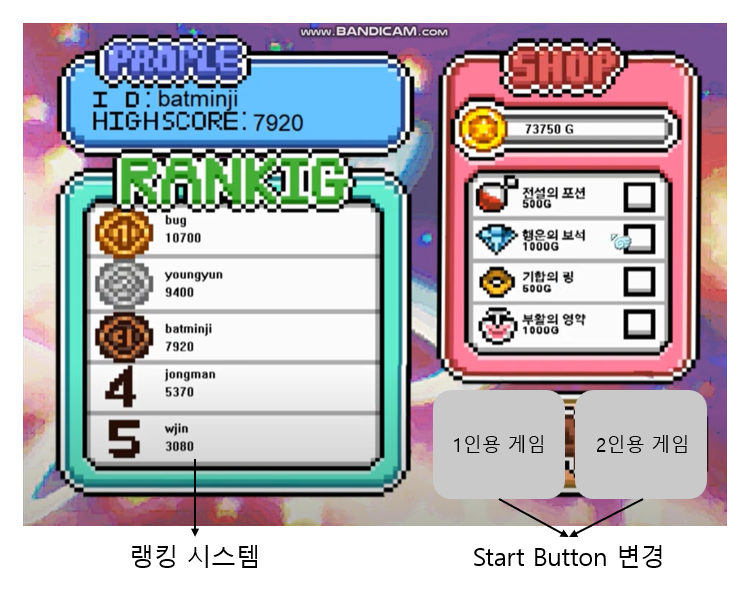 www.BANDICAM.com
PROPLE
I D: batminji
HIGHSCORE: 7920
RANKIG
bug
10700
youngyun
9400
batminji
7920
4
jongman
5370
5
wjin
3080
SHOP
73750 G
전설의 포션
500G
행운의 보석
1000G
기합의 링
500G
부활의 영약
1000G
1인용 게임
2인용 게임
랭킹 시스템
Start Button 변경